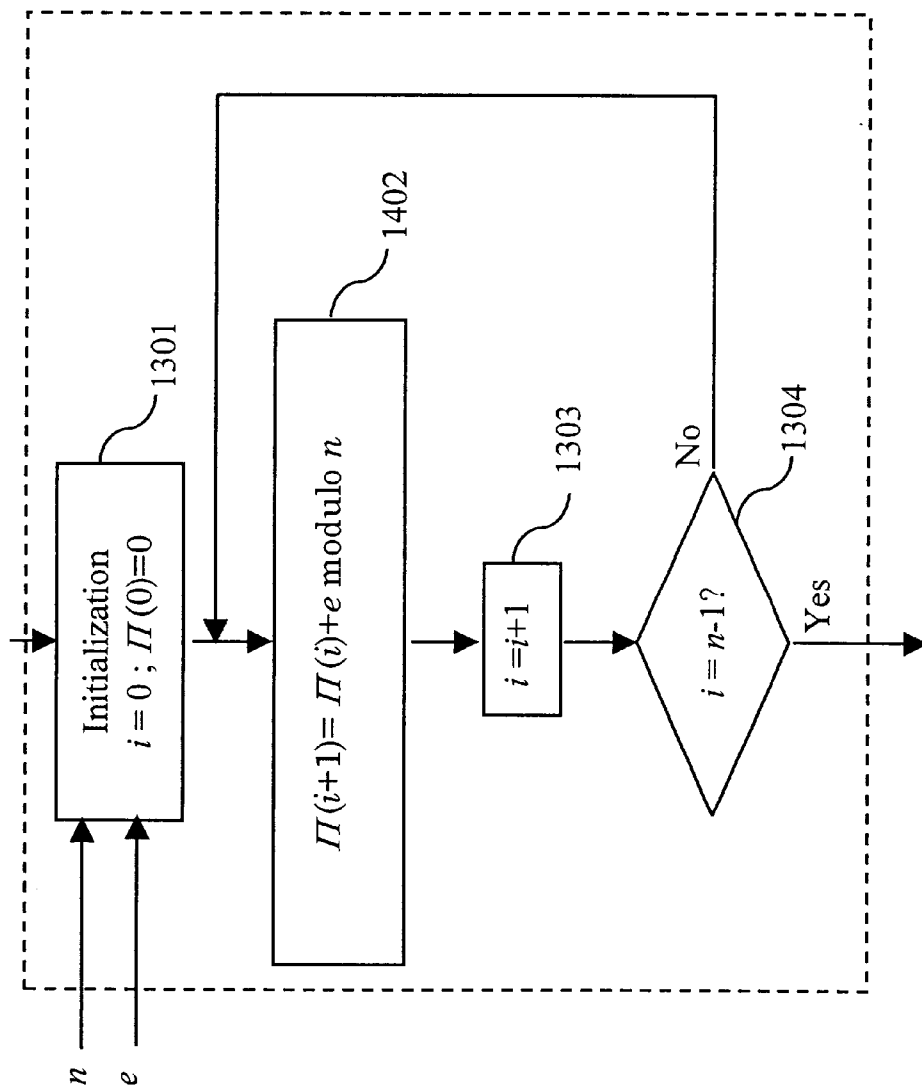 n
e
Initialization
i = 0 ; Π(0)=0
1301
Π(i+1)= Π(i)+e modulo n
1402
i =i+1
1303
i = n-1?
No
1304
Yes